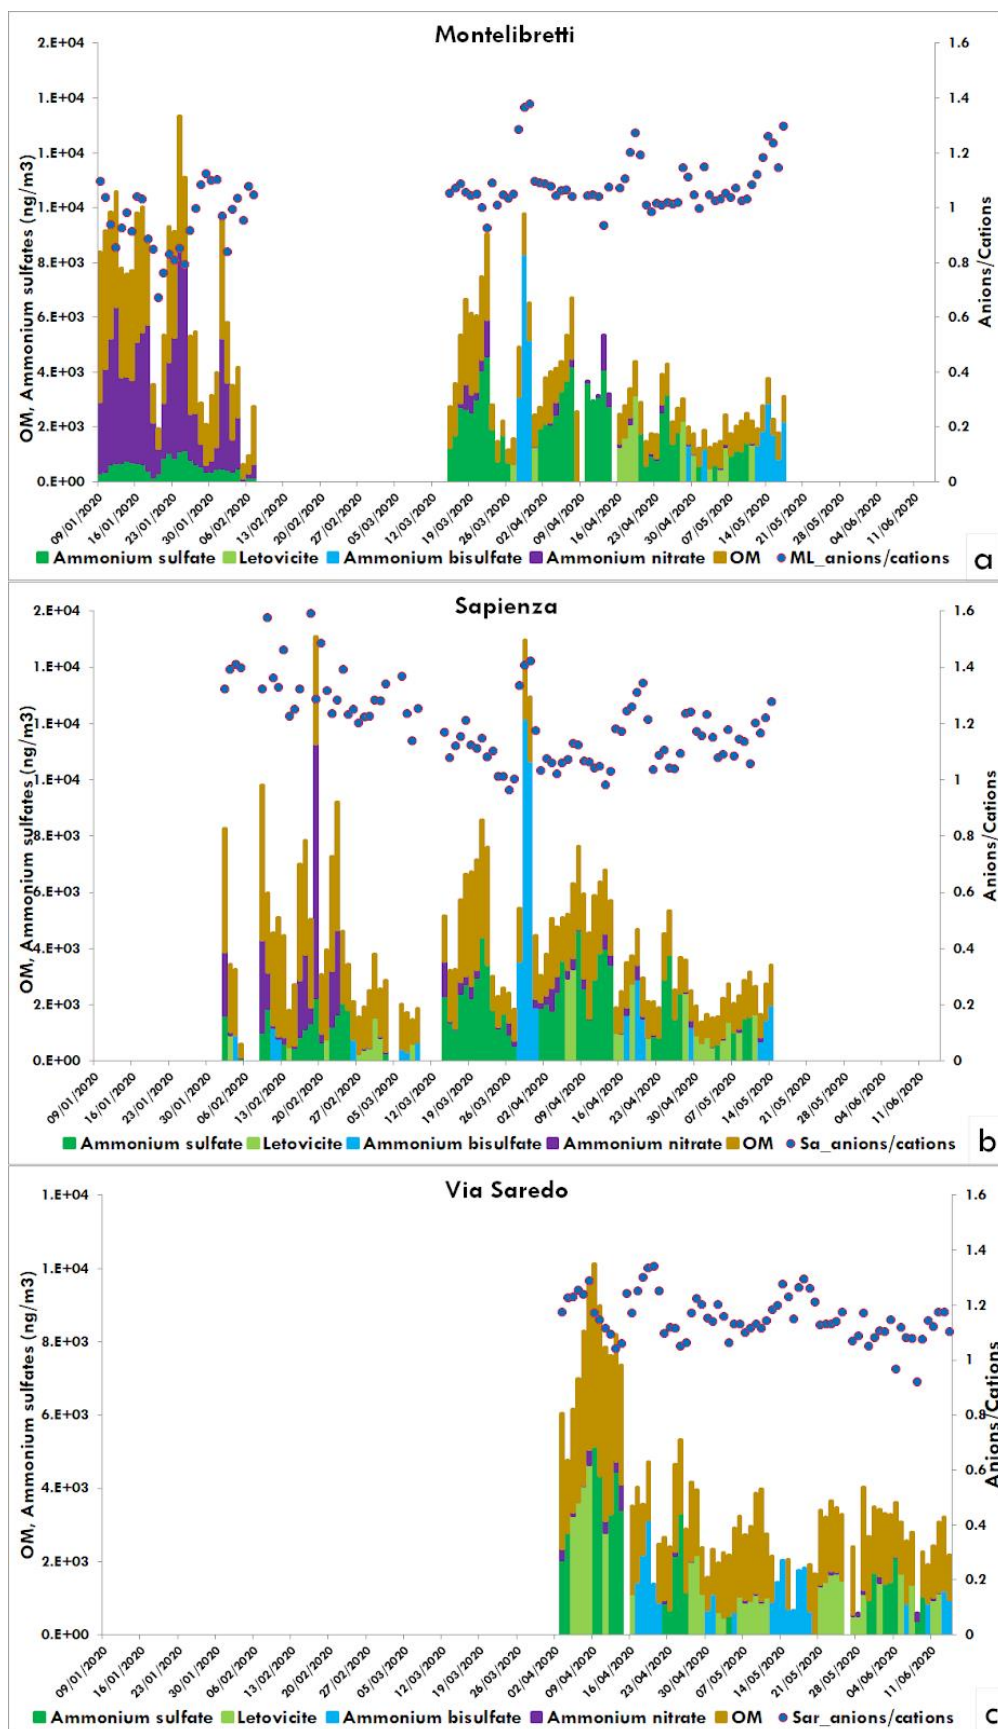 Montelibretti
2.E+04
1.E+04
1.E+04
1.E+04
8.E+03
6.E+03
4.E+03
2.E+03
0.E+00
OM, Ammonium sulfates (ng/m3)
1.6
1.4
1.2
1
0.8
0.6
0.4
0.2
0
Anions/Cations
09/01/2020 16/01/2020 23/01/2020 30/01/2020 06/02/2020 13/02/2020 20/02/2020 27/02/2020 05/03/2020 12/03/2020 19/03/2020 26/03/2020 02/04/2020 09/04/2020 16/04/2020 23/04/2020 30/04/2020 07/05/2020 14/05/2020 21/05/2020 28/05/2020 04/06/2020 11/06/2020
Ammonium sulfate Letovicite Ammonium bisulfate Ammonium nitrate OM ML_anions/cations
a
Sapienza
2.E+04
1.E+04
1.E+04
1.E+04
8.E+03
6.E+03
4.E+03
2.E+03
0.E+00
OM, Ammonium sulfates (ng/m3)
1.6
1.4
1.2
1
0.8
0.6
0.4
0.2
0
Anions/Cations
09/01/2020 16/01/2020 23/01/2020 30/01/2020 06/02/2020 13/02/2020 20/02/2020 27/02/2020 05/03/2020 12/03/2020 19/03/2020 26/03/2020 02/04/2020 09/04/2020 16/04/2020 23/04/2020 30/04/2020 07/05/2020 14/05/2020 21/05/2020 28/05/2020 04/06/2020 11/06/2020
Ammonium sulfate Letovicite Ammonium bisulfate Ammonium nitrate OM Sa_anions/cations
b
Via Saredo
1.E+04
1.E+04
8.E+03
6.E+03
4.E+03
2.E+03
0.E+00
OM, Ammonium sulfates (ng/m3)
1.6
1.4
1.2
1
0.8
0.6
0.4
0.2
0
Anions/Cations
09/01/2020 16/01/2020 23/01/2020 30/01/2020 06/02/2020 13/02/2020 20/02/2020 27/02/2020 05/03/2020 12/03/2020 19/03/2020 26/03/2020 02/04/2020 09/04/2020 16/04/2020 23/04/2020 30/04/2020 07/05/2020 14/05/2020 21/05/2020 28/05/2020 04/06/2020 11/06/2020
Ammonium sulfate Letovicite Ammonium bisulfate Ammonium nitrate OM Sar_anions/cations
c